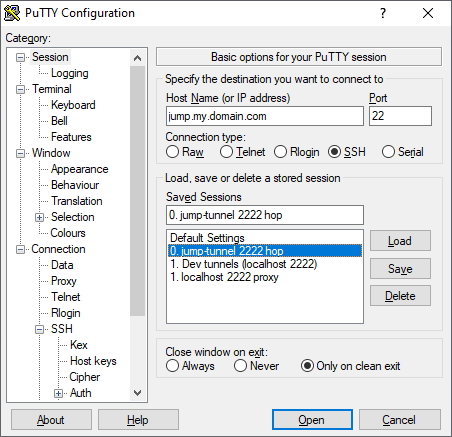 PuTTY Configuration
?
Category:
Session
Logging
Terminal
Keyboard
Bell
Features
Window
Appearance
Behaviour
Translation
Selection
Colours
Connection
Data
Proxy
Telnet
Rlogin
SSH
Kex
Host keys
Cipher
Auth
Basic options for your PuTTY session
Specify the destination you want to connect to
Host Name (or IP address) Port
jump.my.domain.com 22
Connection type:
Raw Telnet Rlogin SSH Serial
Load, save or delete a stored session
Saved Sessions
0. jump-tunnel 2222 hop
Default Settings
0. jump-tunnel 2222 hop
1. Dev tunnels (localhost 2222)
1. localhost 2222 proxy
Load
Save
Delete
Close window on exit:
Always Never Only on clean exit
About Help Open Cancel